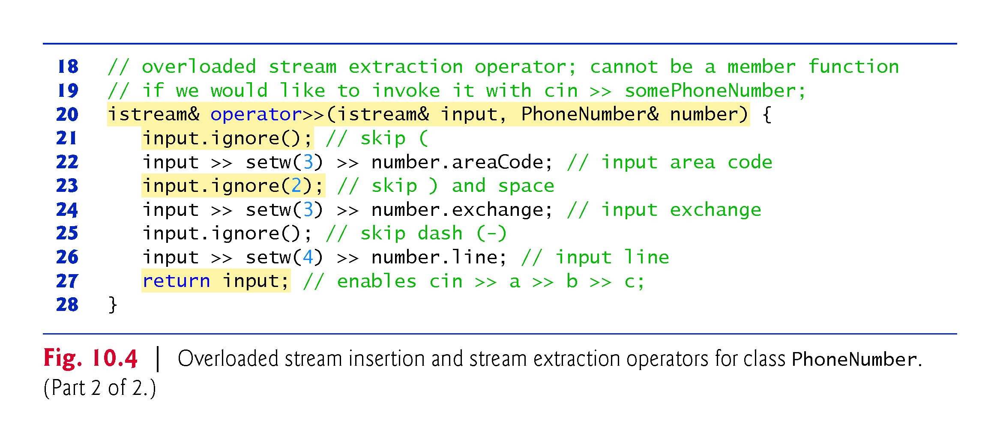 18 // overloaded stream extraction operator; cannot be a member function
19 // if we would like to invoke it with cin >> somePhoneNumber;
20 istream& operator>>(istream& input, PhoneNumber& number) {
21    input.ignore(); // skip (
22    input >> setw(3) >> number.areaCode; // input area code
23    input.ignore(2); // skip ) and space
24    input >> setw(3) >> number.exchange; // input exchange
25    input.ignore(); // skip dash (-)
26    input >> setw(4) >> number.line; // input line
27    return input; // enables cin >> a >> b >> c;
28 }
Fig. 10.4 | Overloaded stream insertion and stream extraction operators for class PhoneNumber.
(Part 2 of 2.)